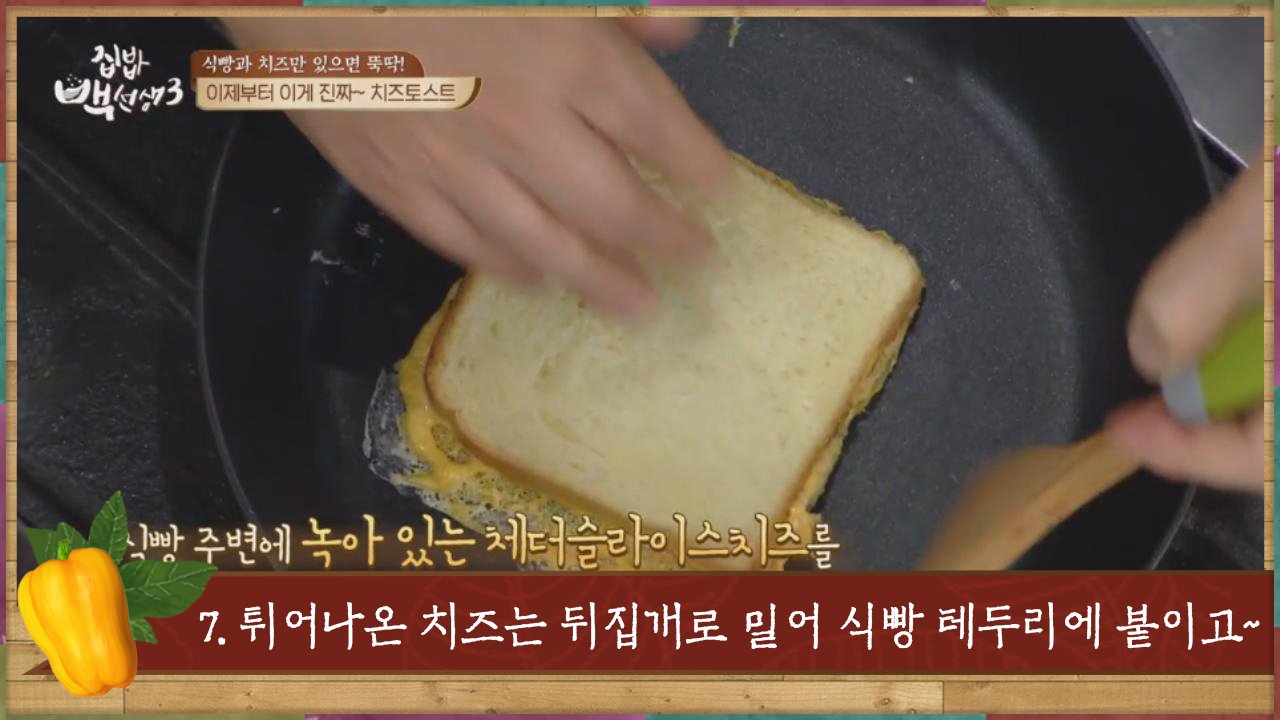 집밥
백선생3
식빵과 치즈만 있으면 뚝딱!
이제부터 이게 진짜~ 치즈토스트
식빵 주변에 녹아 있는 체더슬라이스치즈를
7. 튀어나온 치즈는 뒤집개로 밀어 식빵 테두리에 붙이고~